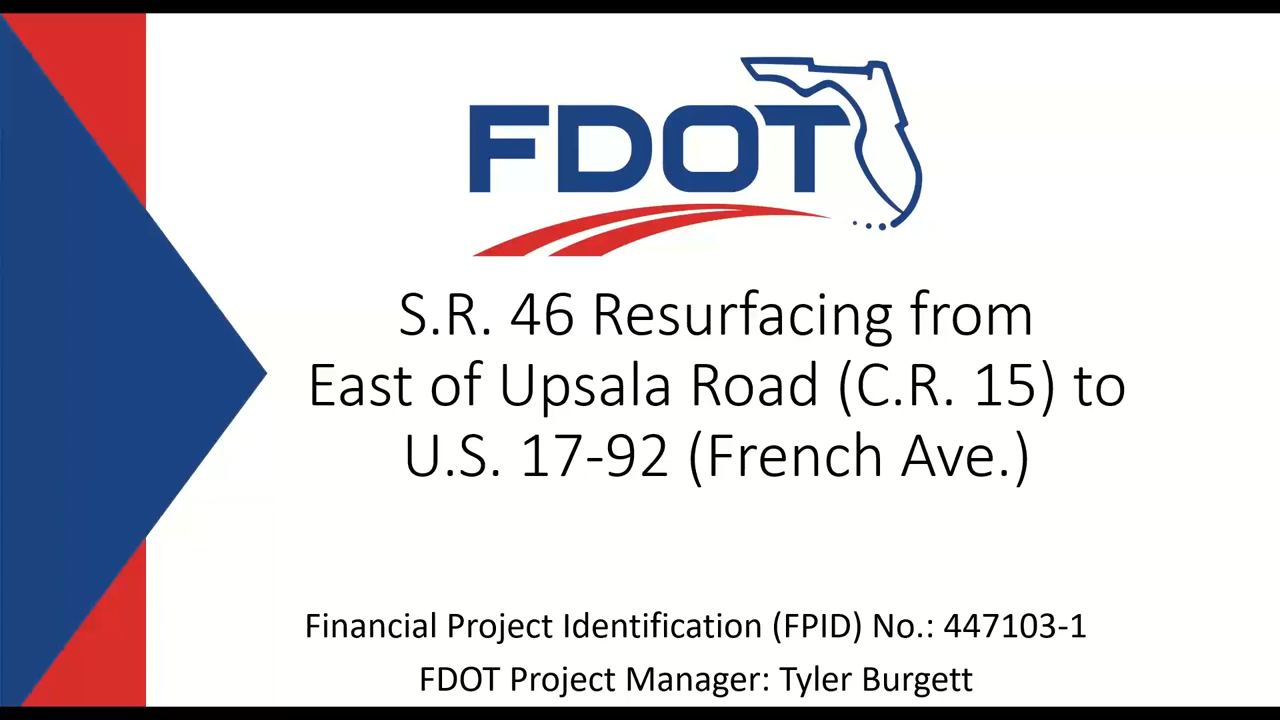 FDOT
S.R. 46 Resurfacing from
East of Upsala Road (C.R. 15) to
U.S. 17-92 (French Ave.)
Financial Project Identification (FPID) No.: 447103-1
FDOT Project Manager: Tyler Burgett